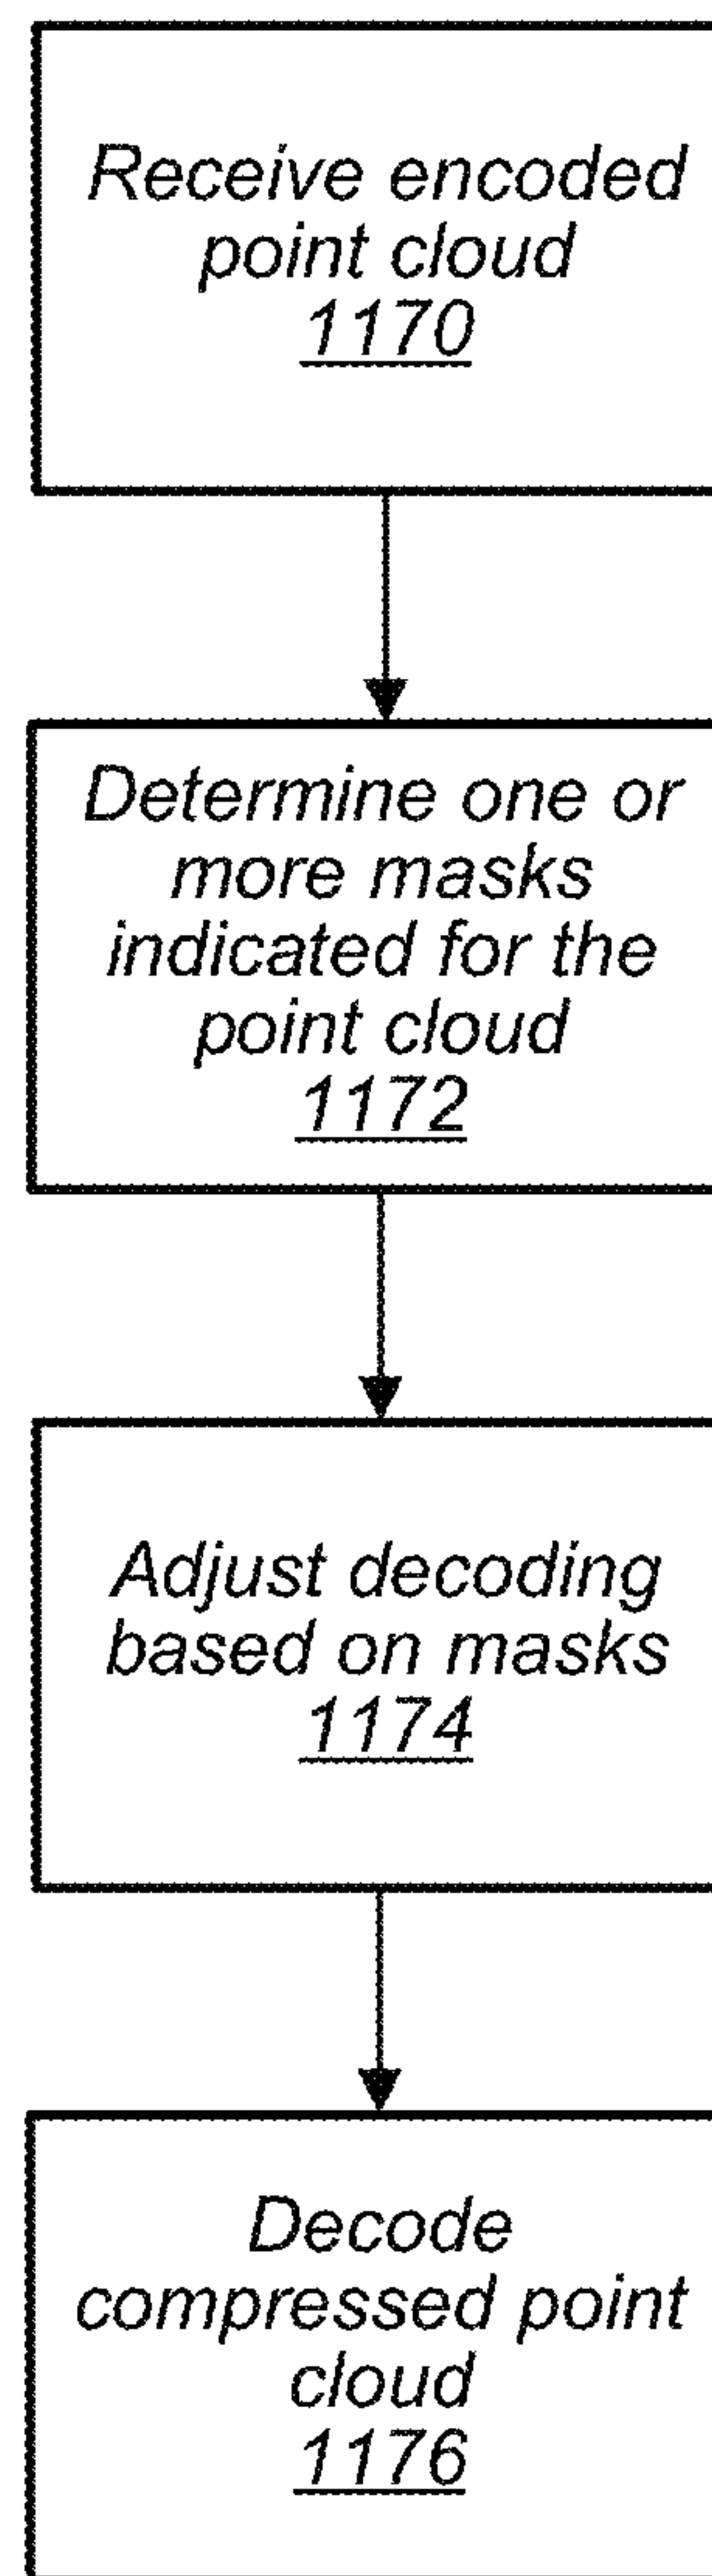 Receive encoded
point cloud
1170
Determine one or
more masks
indicated for the
point cloud
1172
Adjust decoding
based on masks
1174
Decode
compressed point
cloud
1176